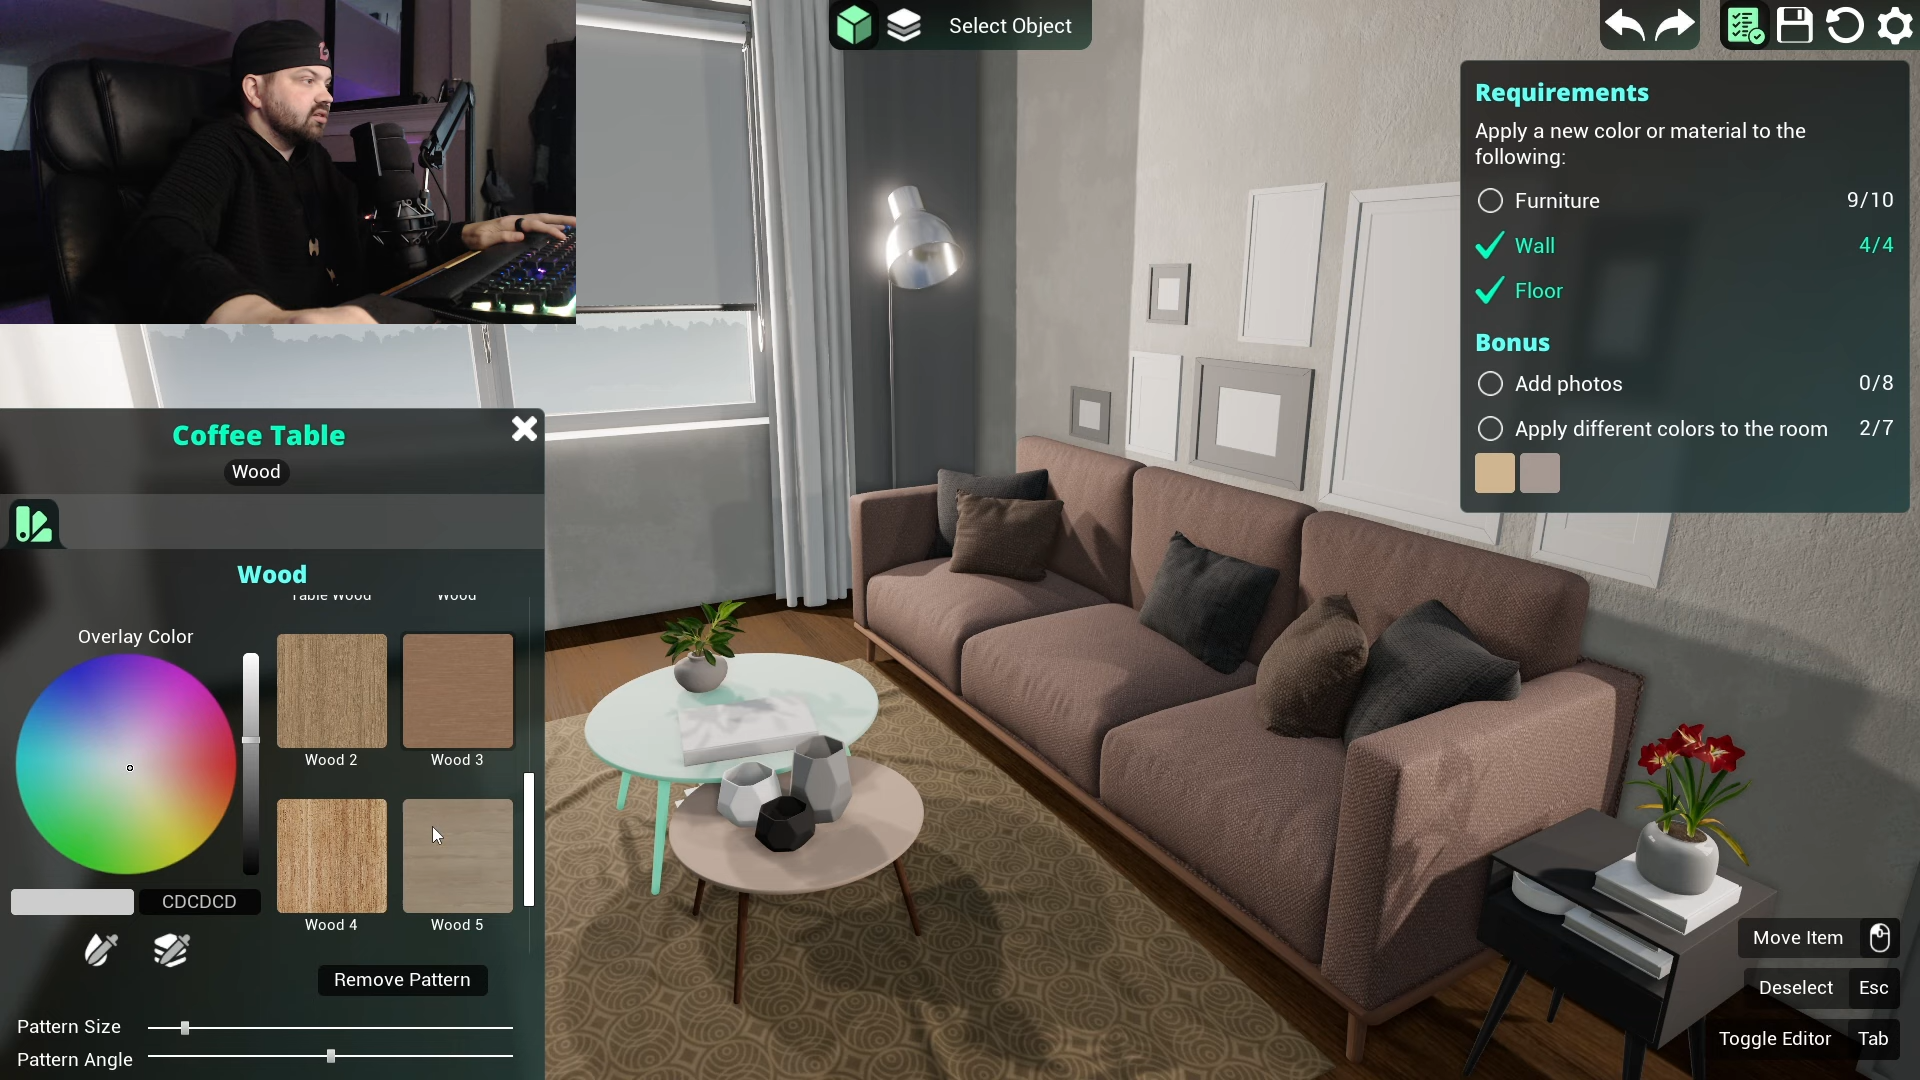 Select Object
Requirements
Apply a new color or material to the
following:
Furniture 9/10
Wall 4/4
Floor
Bonus
Add photos 0/8
Apply different colors to the room 2/7
Coffee Table
Wood
Wood
Table Wood Wood
Overlay Color
Wood 2 Wood 3
Wood 4 Wood 5
CDCDCD
Remove Pattern
Pattern Size
Pattern Angle
Move Item
Deselect Esc
Toggle Editor Tab